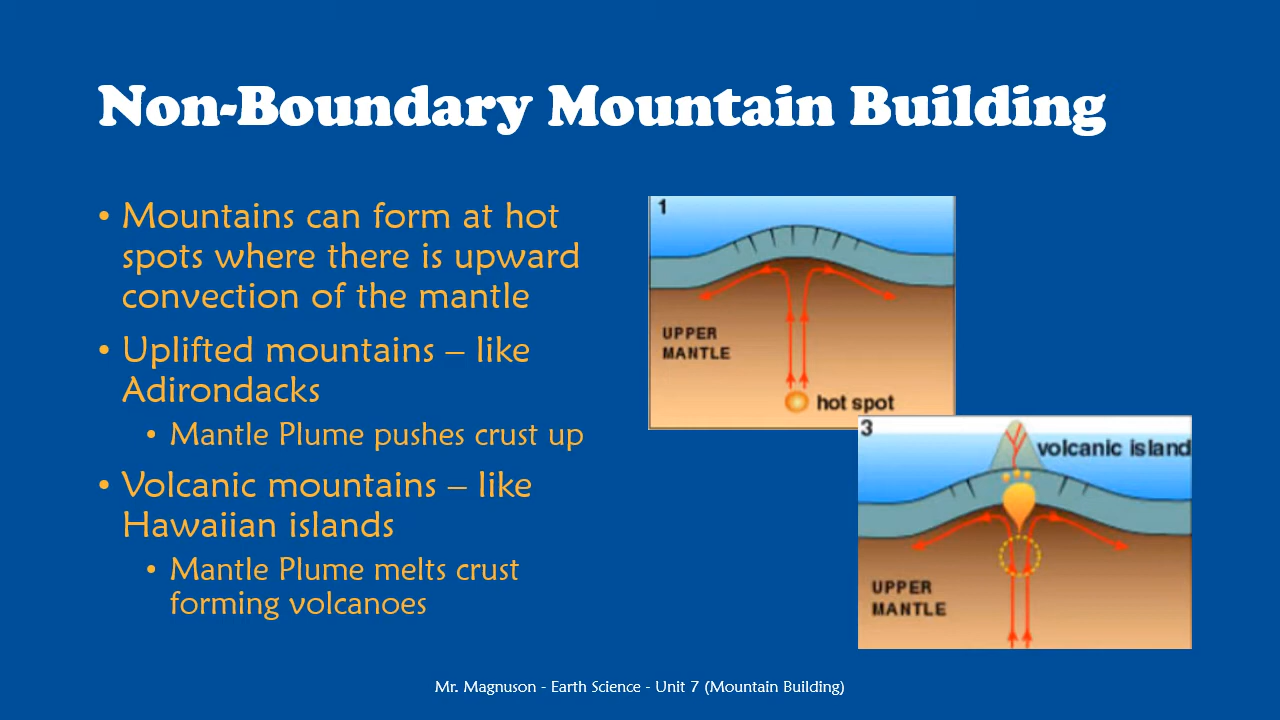 Non-Boundary Mountain Building
• Mountains can form at hot
spots where there is upward
convection of the mantle
• Uplifted mountains – like
Adirondacks
• Mantle Plume pushes crust up
• Volcanic mountains – like
Hawaiian islands
• Mantle Plume melts crust
forming volcanoes
1
UPPER
MANTLE
hot spot
3
volcanic island
UPPER
MANTLE
Mr. Magnuson - Earth Science - Unit 7 (Mountain Building)